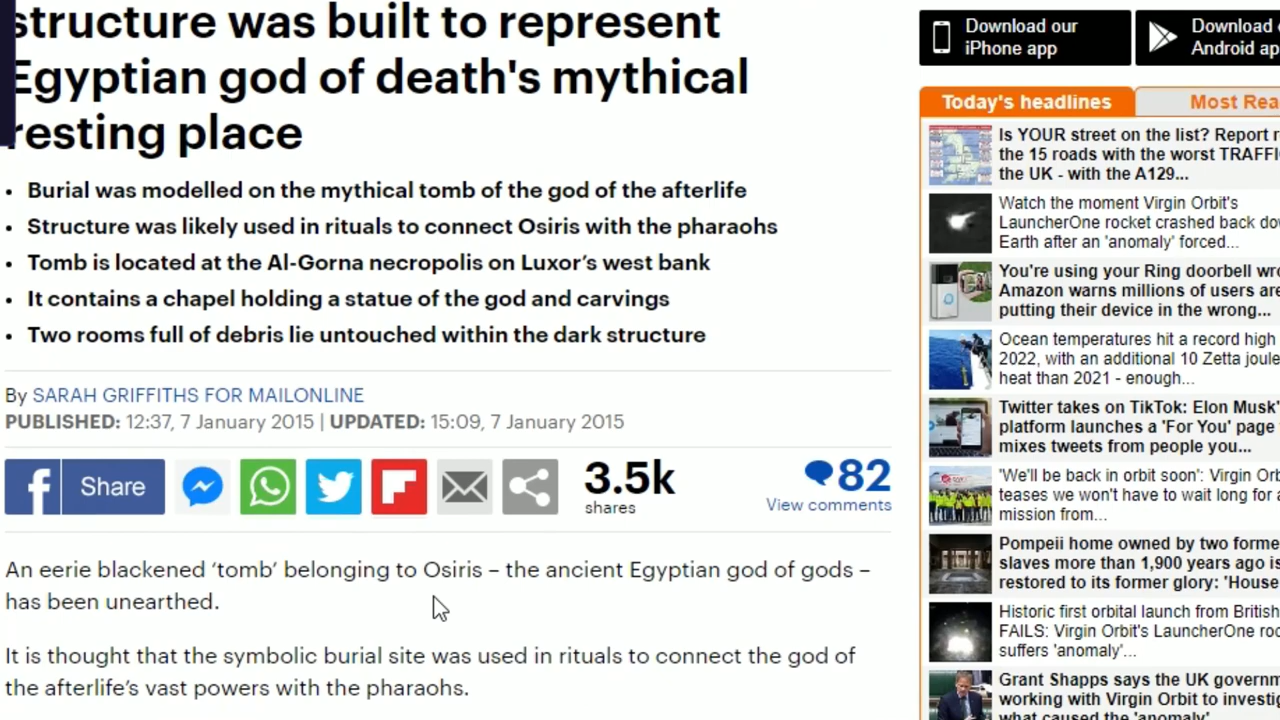 structure was built to represent
Egyptian god of death's mythical
resting place
• Burial was modelled on the mythical tomb of the god of the afterlife
• Structure was likely used in rituals to connect Osiris with the pharaohs
• Tomb is located at the Al-Gorna necropolis on Luxor's west bank
• It contains a chapel holding a statue of the god and carvings
• Two rooms full of debris lie untouched within the dark structure
By SARAH GRIFFITHS FOR MAILONLINE
PUBLISHED: 12:37, 7 January 2015 | UPDATED: 15:09, 7 January 2015
Share
3.5k
shares
82
View comments
An eerie blackened ‘tomb’ belonging to Osiris – the ancient Egyptian god of gods –
has been unearthed.
It is thought that the symbolic burial site was used in rituals to connect the god of
the afterlife’s vast powers with the pharaohs.
Download our
iPhone app
Download
Android
Today's headlines
Most
Is YOUR street on the list? Report
the 15 roads with the worst
the UK - with the A129...
Watch the moment Virgin Orbit's
LauncherOne rocket crashed back
Earth after an 'anomaly' forced...
You're using your Ring doorbell
Amazon warns millions of users are
putting their device in the wrong...
Ocean temperatures hit a record high
2022, with an additional 10 Zetta
heat than 2021 - enough...
Twitter takes on TikTok: Elon Musk's
platform launches a 'For You' page
mixes tweets from people you...
'We'll be back in orbit soon': Virgin
teases we won't have to wait long for a
mission from...
Pompeii home owned by two
slaves more than 1,900 years ago is
restored to its former glory: 'House
Historic first orbital launch from British
FAILS: Virgin Orbit's LauncherOne
suffers 'anomaly'...
Grant Shapps says the UK
working with Virgin Orbit to
what caused the 'anomaly'